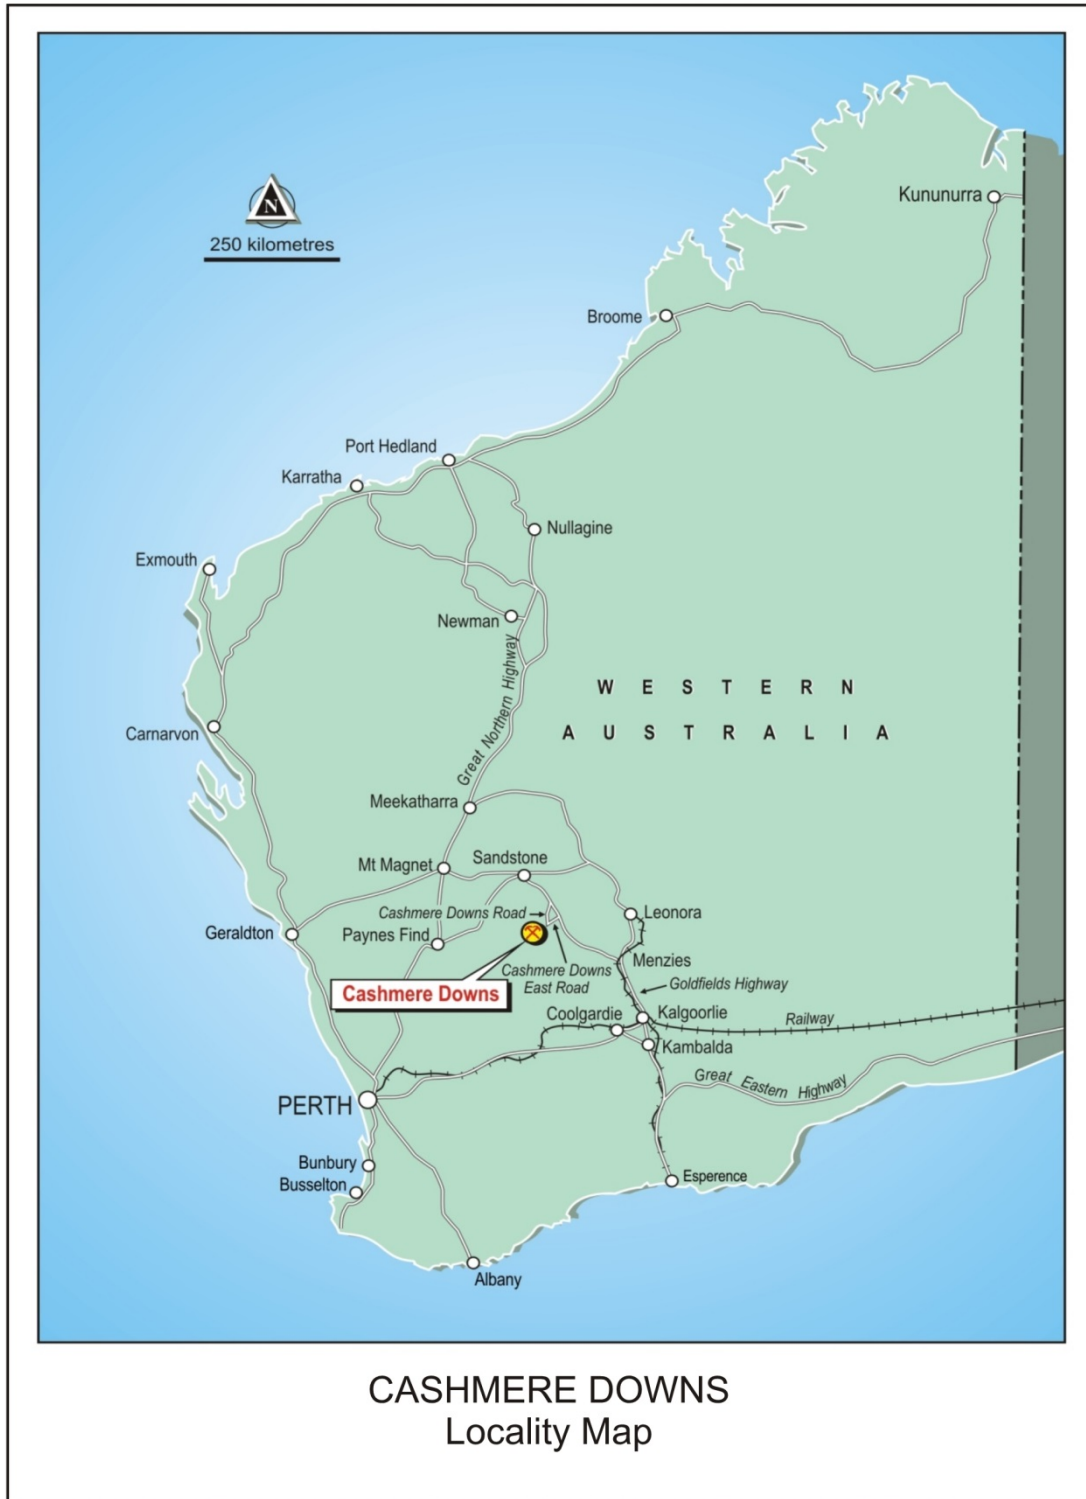 N
250 kilometres
Kununurra
Broome
Port Hedland
Karratha
Nullagine
Exmouth
Newman
Great Northern Highway
WESTERN
AUSTRALIA
Carnarvon
Meekatharra
Mt Magnet
Sandstone
Cashmere Downs Road
Leonora
Geraldton
Paynes Find
Menzies
Cashmere Downs
East Road
Goldfields Highway
Cashmere Downs
Coolgardie
Kalgoorlie
Railway
Kambalda
Great Eastern Highway
PERTH
Bunbury
Busselton
Esperence
Albany
CASHMERE DOWNS
Locality Map